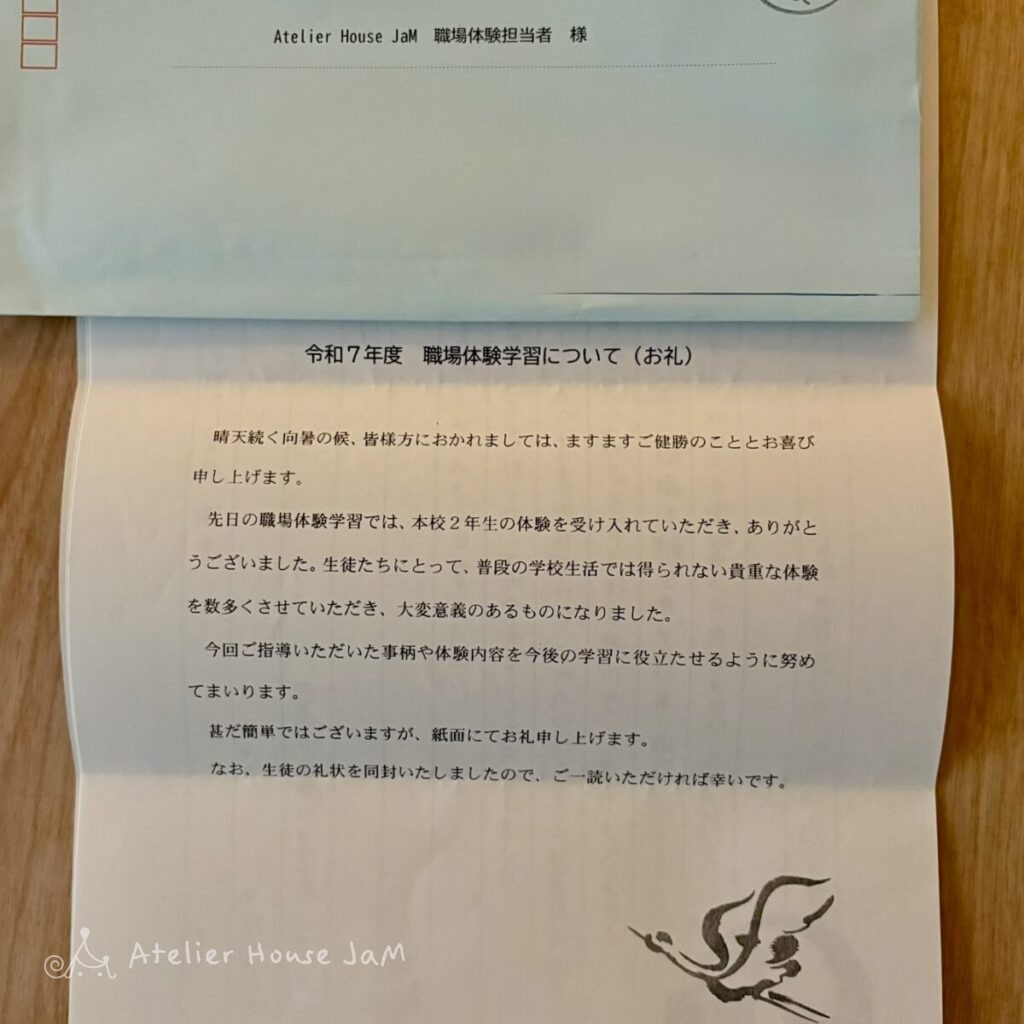 Atelier House JaM　職場体験担当者　様
令和７年度　職場体験学習について（お礼）
晴天続く向暑の候、皆様方におかれましては、ますますご健勝のこととお喜び
申し上げます。
先日の職場体験学習では、本校２年生の体験を受け入れていただき、ありがと
うございました。生徒たちにとって、普段の学校生活では得られない貴重な体験
を数多くさせていただき、大変意義のあるものになりました。
今回ご指導いただいた事柄や体験内容を今後の学習に役立たせるように努め
てまいります。
甚だ簡単ではございますが、紙面にてお礼申し上げます。
なお、生徒の礼状を同封いたしましたので、ご一読いただければ幸いです。
Atelier House JaM